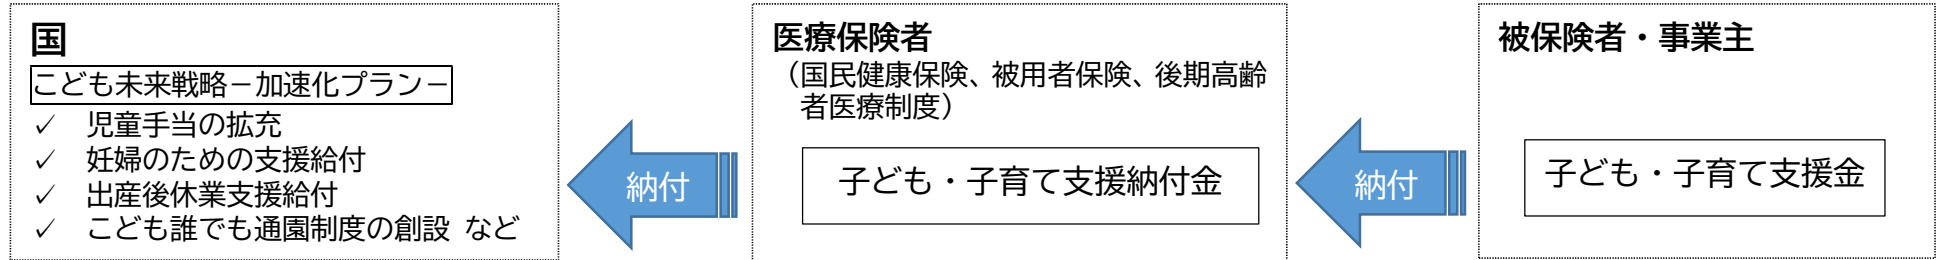 国
こども未来戦略－加速化プラン－
✓ 児童手当の拡充
✓ 妊婦のための支援給付
✓ 出産後休業支援給付
✓ こども誰でも通園制度の創設 など
納付
医療保険者
（国民健康保険、被用者保険、後期高齢
者医療制度）
子ども・子育て支援納付金
納付
被保険者・事業主
子ども・子育て支援金